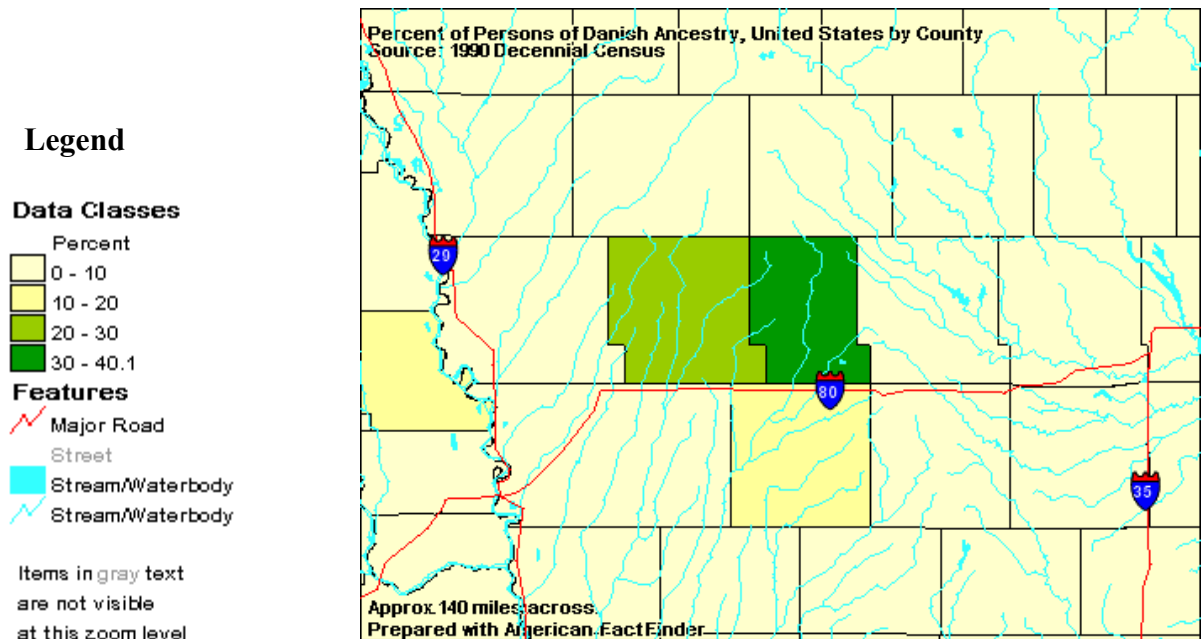 Legend
Data Classes
Percent
0 - 10
10 - 20
20 - 30
30 - 40.1
Features
Major Road
Street
Stream/Waterbody
Stream/Waterbody
Items in gray text
are not visible
at this zoom level
Percent of Persons of Danish Ancestry, United States by County
Source: 1990 Decennial Census
29
80
35
Approx. 140 miles across.
Prepared with American FactFinder